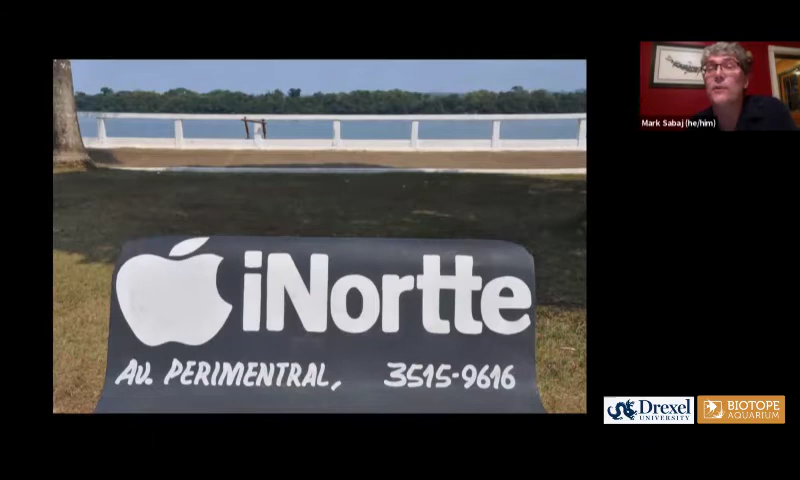 Mark Sabaj (he/him)
iNortte
AV. PERIMENTRAL, 3515-9616
Drexel
UNIVERSITY
BIOTOPE
AQUARIUM